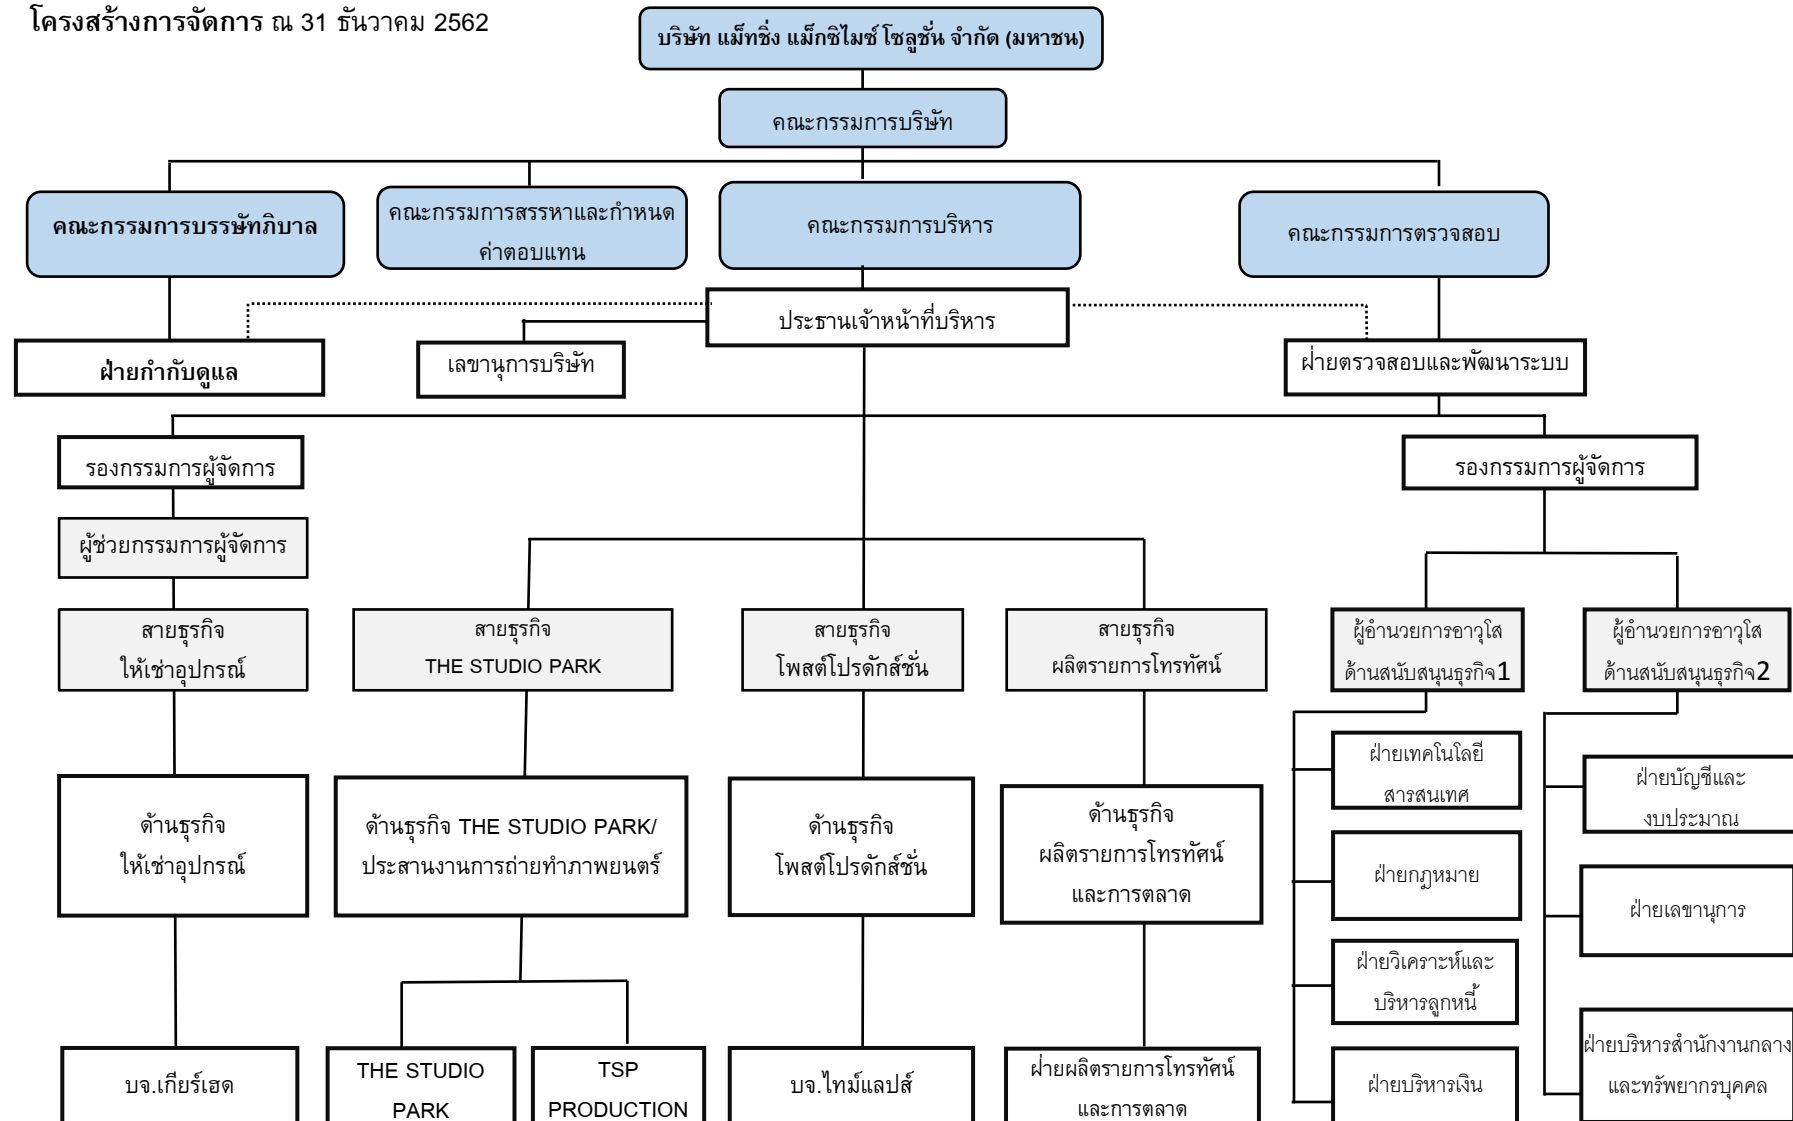 โครงสร้างการจัดการ ณ 31 ธันวาคม 2562
บริษัท แม็ทชิ่ง แม็กซิไมซ์ โซลูชั่น จำกัด (มหาชน)
คณะกรรมการบริษัท
คณะกรรมการบรรษัทภิบาล
คณะกรรมการสรรหาและกำหนด
ค่าตอบแทน
คณะกรรมการบริหาร
คณะกรรมการตรวจสอบ
ประธานเจ้าหน้าที่บริหาร
ฝ่ายกำกับดูแล
เลขานุการบริษัท
ฝ่ายตรวจสอบและพัฒนาระบบ
รองกรรมการผู้จัดการ
รองกรรมการผู้จัดการ
ผู้ช่วยกรรมการผู้จัดการ
สายธุรกิจ
ให้เช่าอุปกรณ์
สายธุรกิจ
THE STUDIO PARK
สายธุรกิจ
โพสต์โปรดักส์ชั่น
สายธุรกิจ
ผลิตรายการโทรทัศน์
ผู้อำนวยการอาวุโส
ด้านสนับสนุนธุรกิจ1
ผู้อำนวยการอาวุโส
ด้านสนับสนุนธุรกิจ2
ด้านธุรกิจ
ให้เช่าอุปกรณ์
ด้านธุรกิจ THE STUDIO PARK/
ประสานงานการถ่ายทำภาพยนตร์
ด้านธุรกิจ
โพสต์โปรดักส์ชั่น
ด้านธุรกิจ
ผลิตรายการโทรทัศน์
และการตลาด
ฝ่ายเทคโนโลยี
สารสนเทศ
ฝ่ายบัญชีและ
งบประมาณ
ฝ่ายกฎหมาย
ฝ่ายเลขานุการ
ฝ่ายวิเคราะห์และ
บริหารลูกหนี้
บจ.เกียร์เฮด
THE STUDIO
PARK
TSP
PRODUCTION
บจ.ไทม์แลปส์
ฝ่ายผลิตรายการโทรทัศน์
และการตลาด
ฝ่ายบริหารเงิน
ฝ่ายบริหารสำนักงานกลาง
และทรัพยากรบุคคล